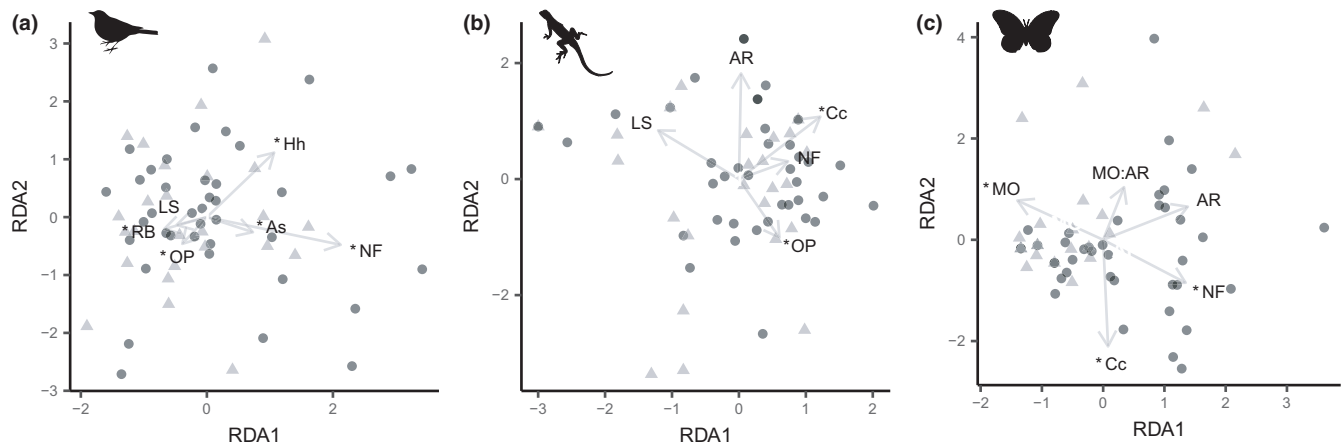 (a)
3
2
1
0
−1
−2
−3
RDA2
*Hh
LS
*RB
*As
*OP
*NF
−2
0
2
RDA1
(b)
2
0
−2
RDA2
AR
LS
*Cc
NF
*OP
−3
−2
−1
0
1
2
RDA1
(c)
4
2
0
−2
RDA2
MO:AR
*MO
AR
*NF
*Cc
−2
−1
0
1
3
RDA1